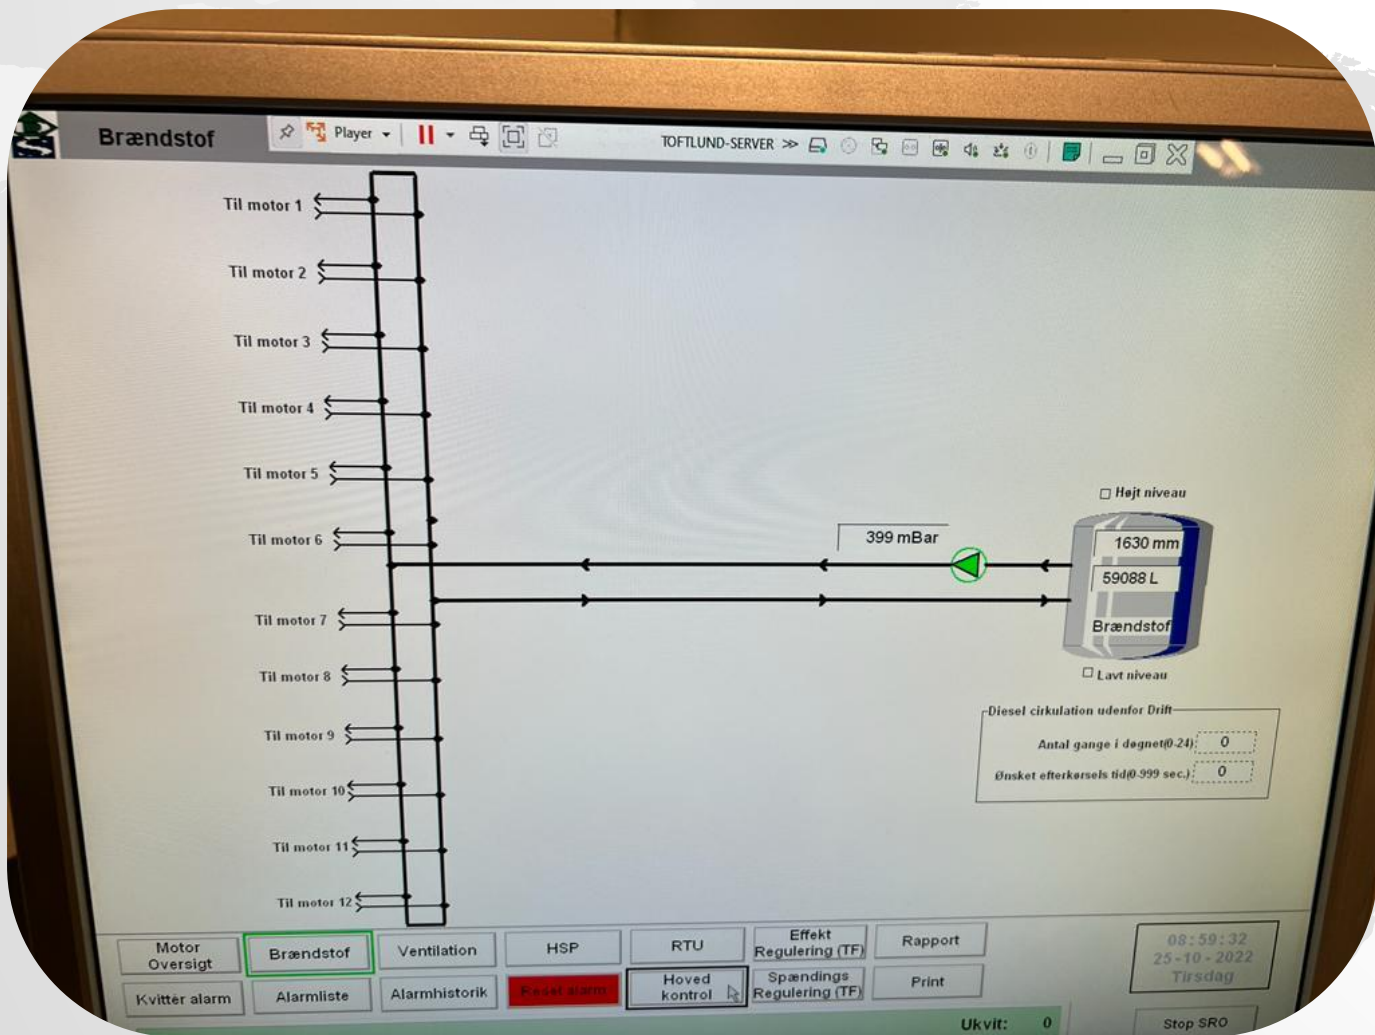 Brændstof
Player
TOFTLUND-SERVER >>
Til motor 1
Til motor 2
Til motor 3
Til motor 4
Til motor 5
Til motor 6
Til motor 7
Til motor 8
Til motor 9
Til motor 10
Til motor 11
Til motor 12
399 mBar
Højt niveau
1630 mm
59088 L
Brændstof
Lavt niveau
Diesel cirkulation udenfor Drift
Antal gange i døgnet(0-24):
0
Ønsket efterkørsels tid(0-999 sec.):
0
Motor
Oversigt
Brændstof
Ventilation
HSP
RTU
Effekt
Regulering (TF)
Rapport
Kvittér alarm
Alarmliste
Alarmhistorik
Reset alarm
Hoved
kontrol
Spændings
Regulering (TF)
Print
08:59:32
25-10-2022
Tirsdag
Ukvit: 0
Stop SRO